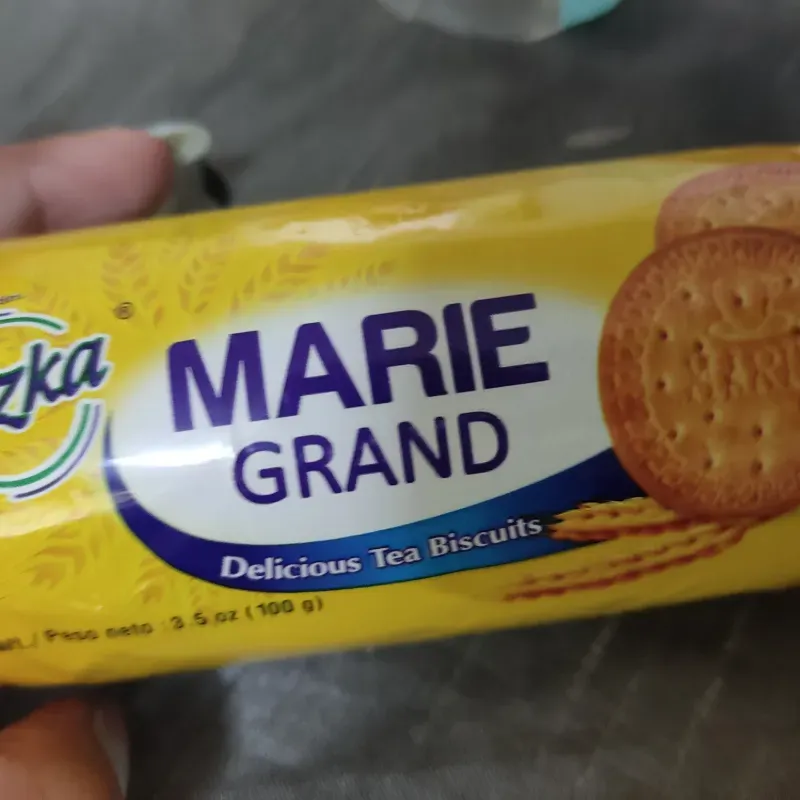 zka
®
MARIE
GRAND
Delicious Tea Biscuits
Peso neto : 3.5 oz (100 g)